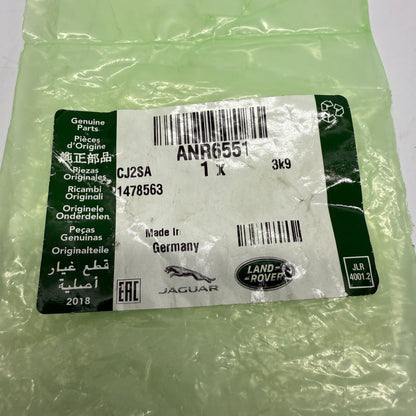 Genuine
Parts
Pièces
d'Origine
純正部品
Piezas
Originales
Ricambi
Originali
Originele
Onderdelen
Peças
Genuinas
Originalteile
قطع غيار
أصلية
2018
ANR6551
CJ2SA
1 x
3k9
1478563
Made In
Germany
EAC
JAGUAR
LAND-
ROVER
JLR
4001.2